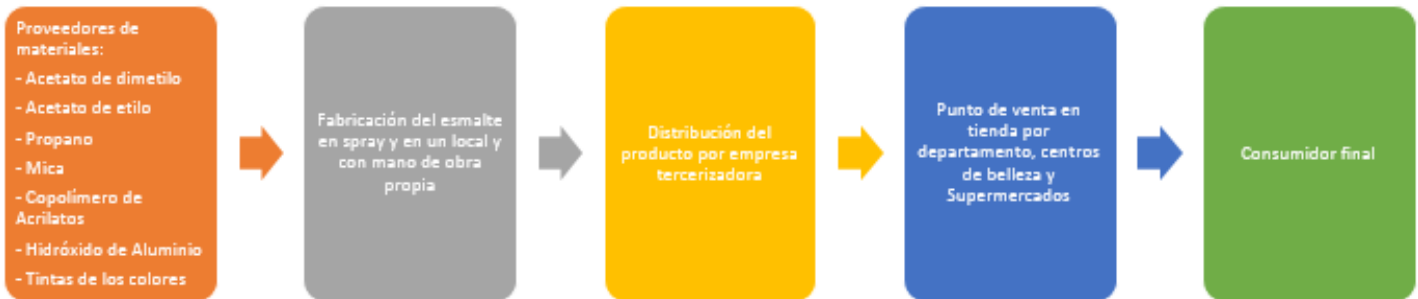 Proveedores de
materiales:
- Acetato de dimetilo
- Acetato de etilo
- Propano
- Mica
- Copolímero de
Acrilatos
- Hidróxido de Aluminio
- Tintas de los colores
Fabricación del esmalte
en spray y en un local y
con mano de obra
propia
Distribución del
producto por empresa
tercerizadora
Punto de venta en
tienda por
departamento, centros
de belleza y
Supermercados
Consumidor final